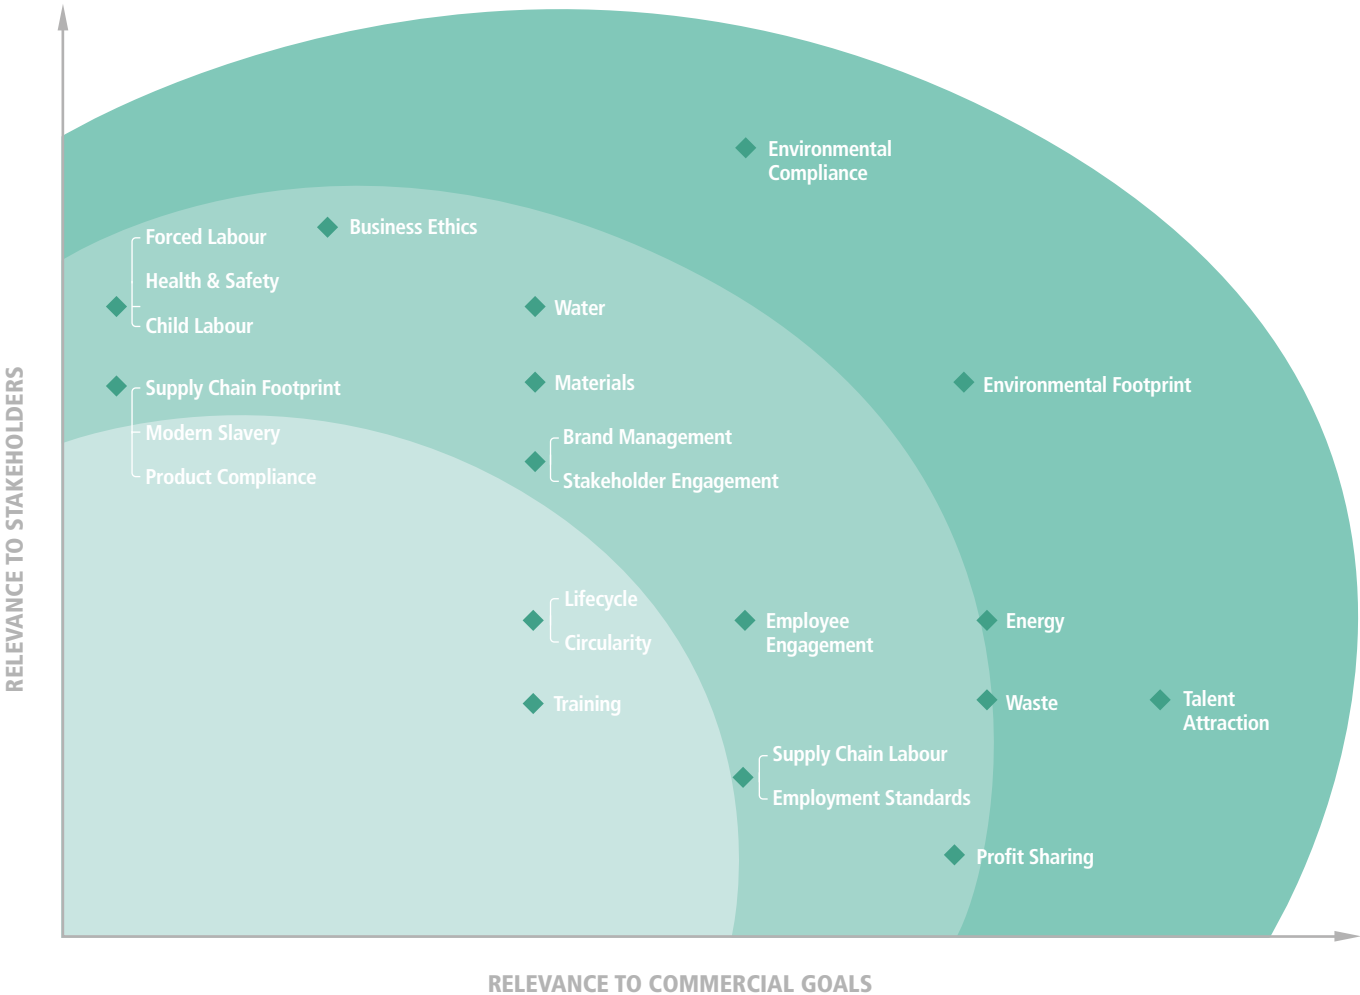 Environmental
Compliance
Business Ethics
Forced Labour
Health & Safety
Child Labour
Water
Supply Chain Footprint
Modern Slavery
Product Compliance
Materials
Environmental Footprint
Brand Management
Stakeholder Engagement
Lifecycle
Circularity
Employee
Engagement
Energy
Training
Waste
Talent
Attraction
Supply Chain Labour
Employment Standards
Profit Sharing
RELEVANCE TO STAKEHOLDERS
RELEVANCE TO COMMERCIAL GOALS